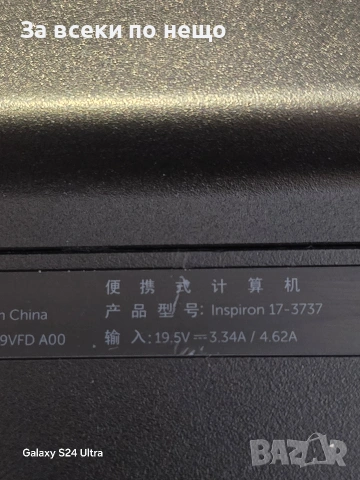 За всеки по нещо
便携式计算机
n China
产品型号: Inspiron 17-3737
9VFD A00
输入: 19.5V⎓3.34A / 4.62A
Galaxy S24 Ultra
bazar